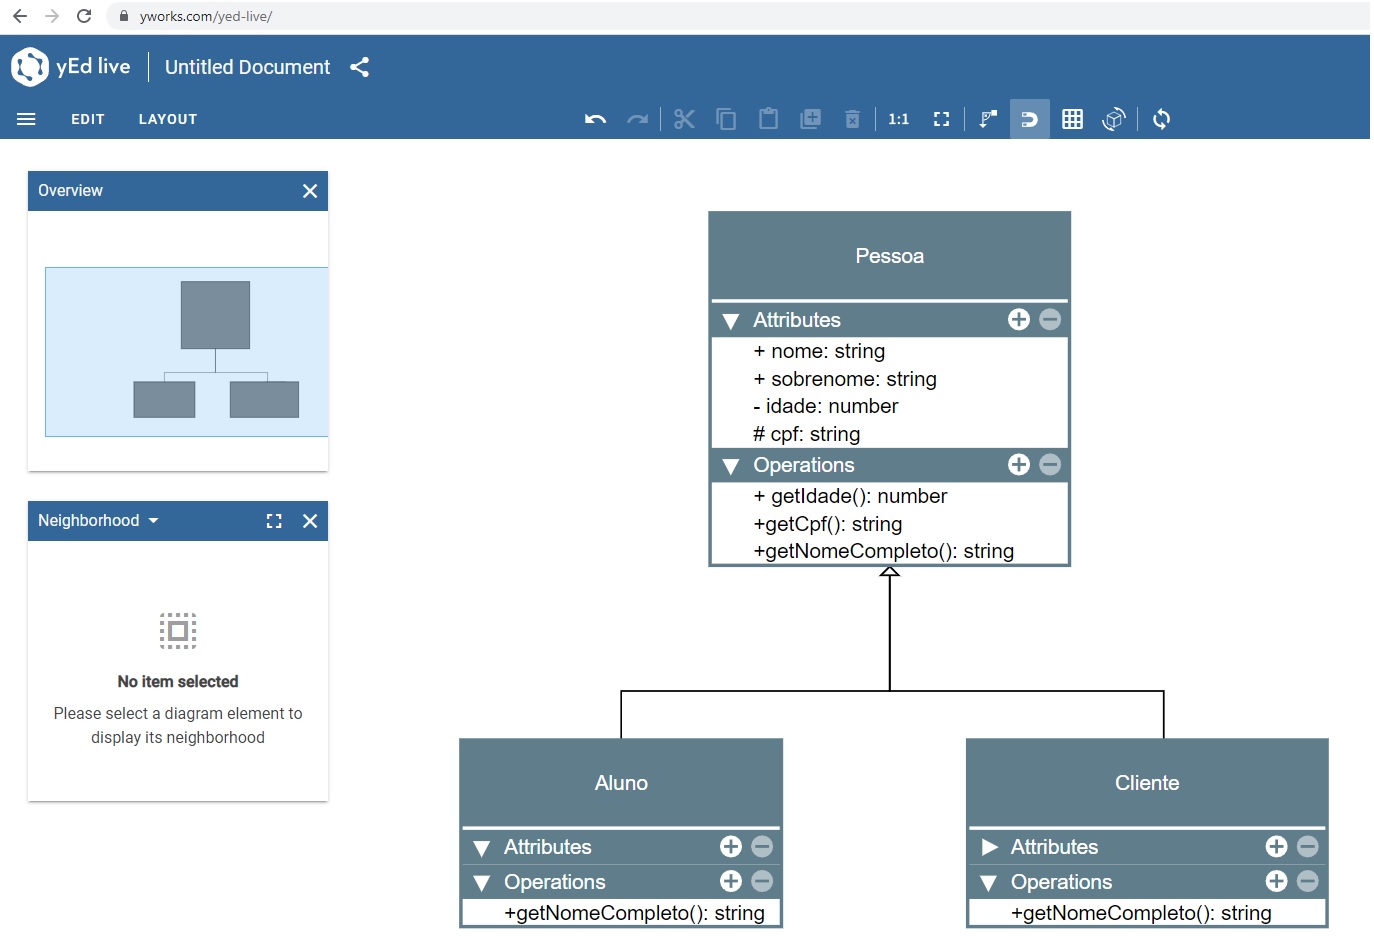 yworks.com/yed-live/
yEd live
Untitled Document
EDIT
LAYOUT
1:1
Overview
Neighborhood
No item selected
Please select a diagram element to
display its neighborhood
Pessoa
Attributes
+ nome: string
+ sobrenome: string
- idade: number
# cpf: string
Operations
+ getIdade(): number
+getCpf(): string
+getNomeCompleto(): string
Aluno
Attributes
Operations
+getNomeCompleto(): string
Cliente
Attributes
Operations
+getNomeCompleto(): string